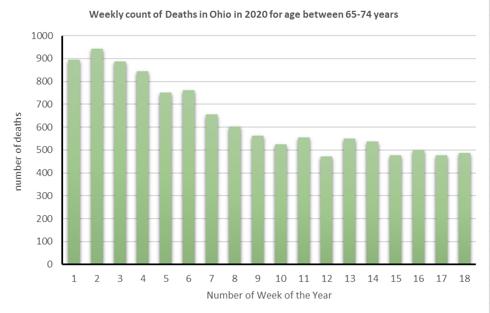 Weekly count of Deaths in Ohio in 2020 for age between 65-74 years
number of deaths
1000
900
800
700
600
500
400
300
200
100
0
1 2 3 4 5 6 7 8 9 10 11 12 13 14 15 16 17 18
Number of Week of the Year